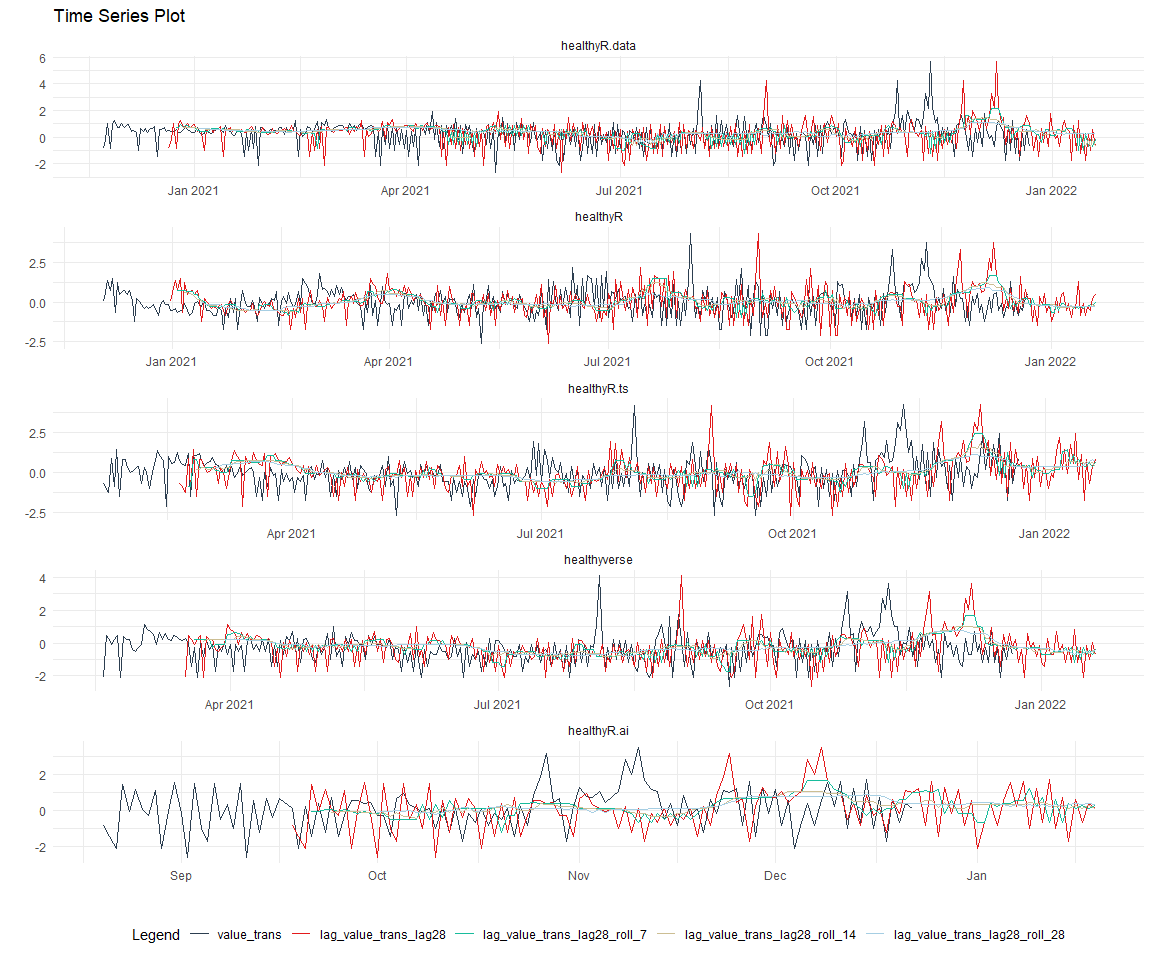 Time Series Plot
healthyR.data
6
4
2
0
-2
Jan 2021 Apr 2021 Jul 2021 Oct 2021 Jan 2022
healthyR
2.5
0.0
-2.5
Jan 2021 Apr 2021 Jul 2021 Oct 2021 Jan 2022
healthyR.ts
2.5
0.0
-2.5
Apr 2021 Jul 2021 Oct 2021 Jan 2022
healthyverse
4
2
0
-2
Apr 2021 Jul 2021 Oct 2021 Jan 2022
healthyR.ai
2
0
-2
Sep Oct Nov Dec Jan
Legend value_trans lag_value_trans_lag28 lag_value_trans_lag28_roll_7 lag_value_trans_lag28_roll_14 lag_value_trans_lag28_roll_28